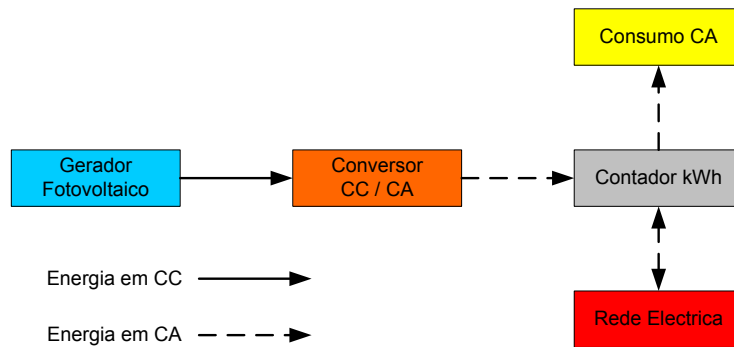 Consumo CA
Gerador
Fotovoltaico
Conversor
CC / CA
Contador kWh
Energia em CC
Rede Electrica
Energia em CA